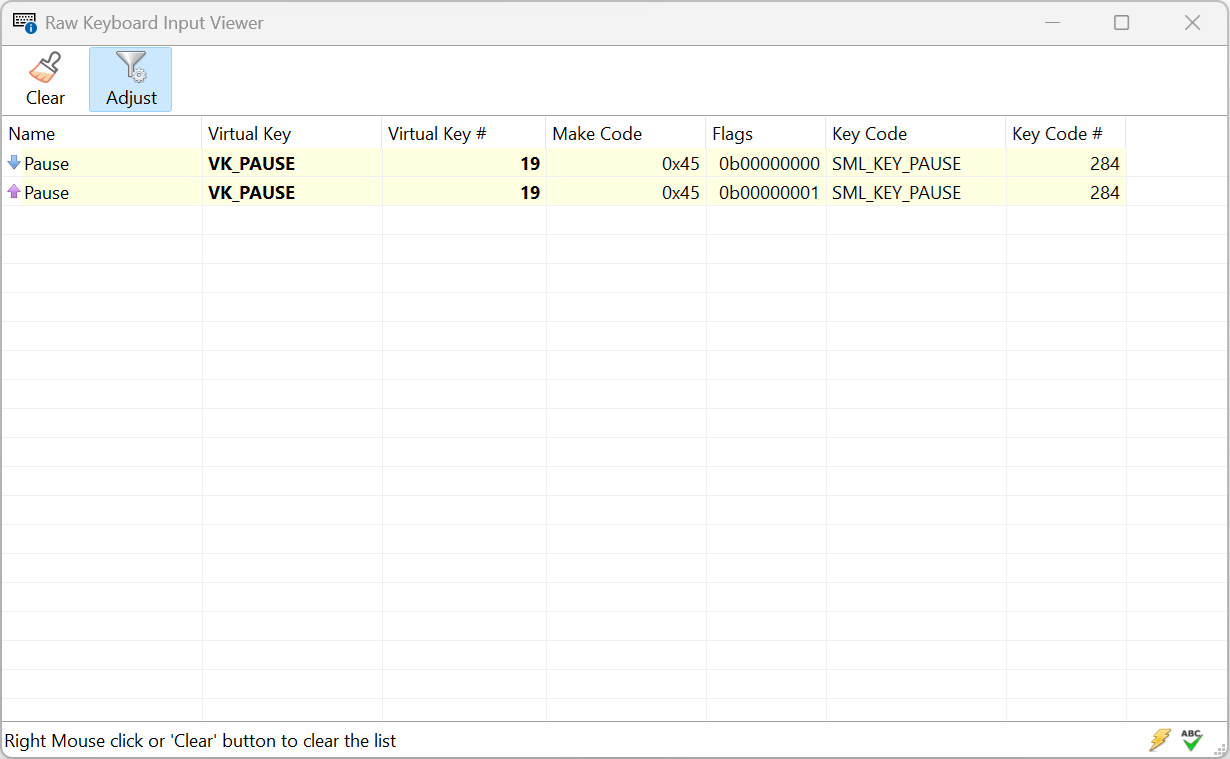 Raw Keyboard Input Viewer
Clear Adjust
Name Virtual Key Virtual Key # Make Code Flags Key Code Key Code #
Pause VK_PAUSE 19 0x45 0b00000000 SML_KEY_PAUSE 284
Pause VK_PAUSE 19 0x45 0b00000001 SML_KEY_PAUSE 284
Right Mouse click or 'Clear' button to clear the list ABC